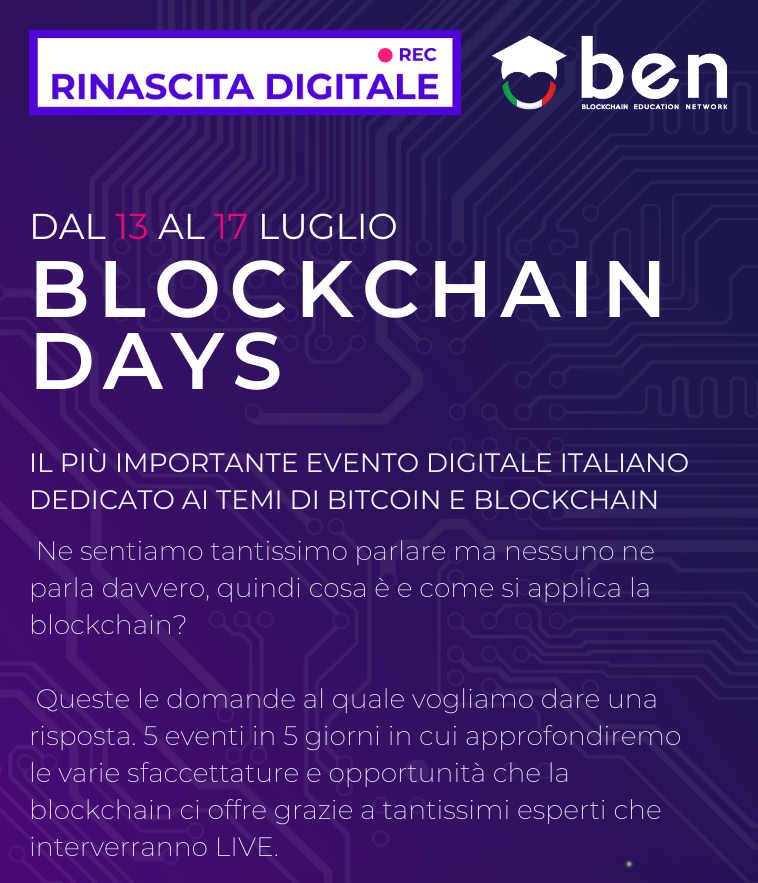 REC
RINASCITA DIGITALE
ben
BLOCKCHAIN EDUCATION NETWORK
DAL 13 AL 17 LUGLIO
BLOCKCHAIN
DAYS
IL PIÙ IMPORTANTE EVENTO DIGITALE ITALIANO
DEDICATO AI TEMI DI BITCOIN E BLOCKCHAIN
Ne sentiamo tantissimo parlare ma nessuno ne
parla davvero, quindi cosa è e come si applica la
blockchain?
Queste le domande al quale vogliamo dare una
risposta. 5 eventi in 5 giorni in cui approfondiremo
le varie sfaccettature e opportunità che la
blockchain ci offre grazie a tantissimi esperti che
interverranno LIVE.